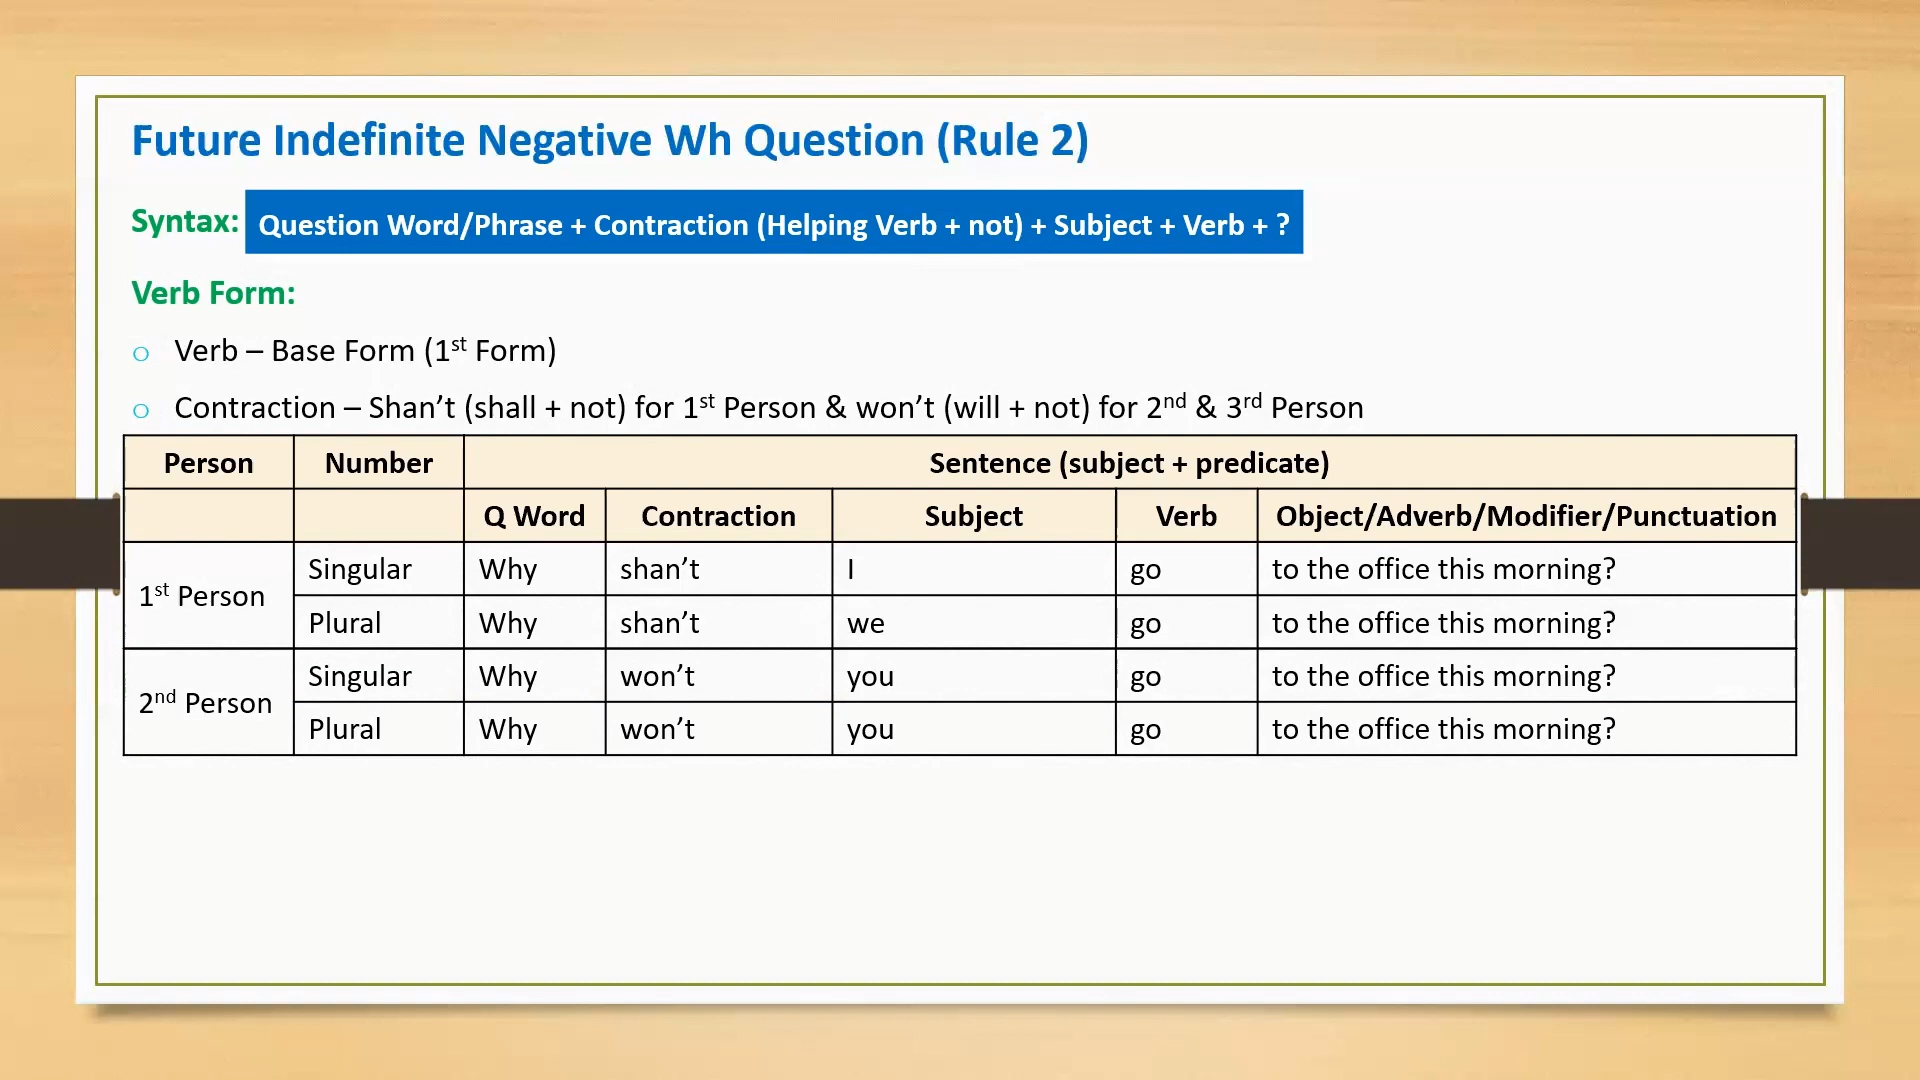 Future Indefinite Negative Wh Question (Rule 2)
Syntax: Question Word/Phrase + Contraction (Helping Verb + not) + Subject + Verb + ?
Verb Form:
o Verb – Base Form (1st Form)
o Contraction – Shan’t (shall + not) for 1st Person & won’t (will + not) for 2nd & 3rd Person
Person Number Sentence (subject + predicate)
Q Word Contraction Subject Verb Object/Adverb/Modifier/Punctuation
1st Person Singular Why shan’t I go to the office this morning?
Plural Why shan’t we go to the office this morning?
2nd Person Singular Why won’t you go to the office this morning?
Plural Why won’t you go to the office this morning?